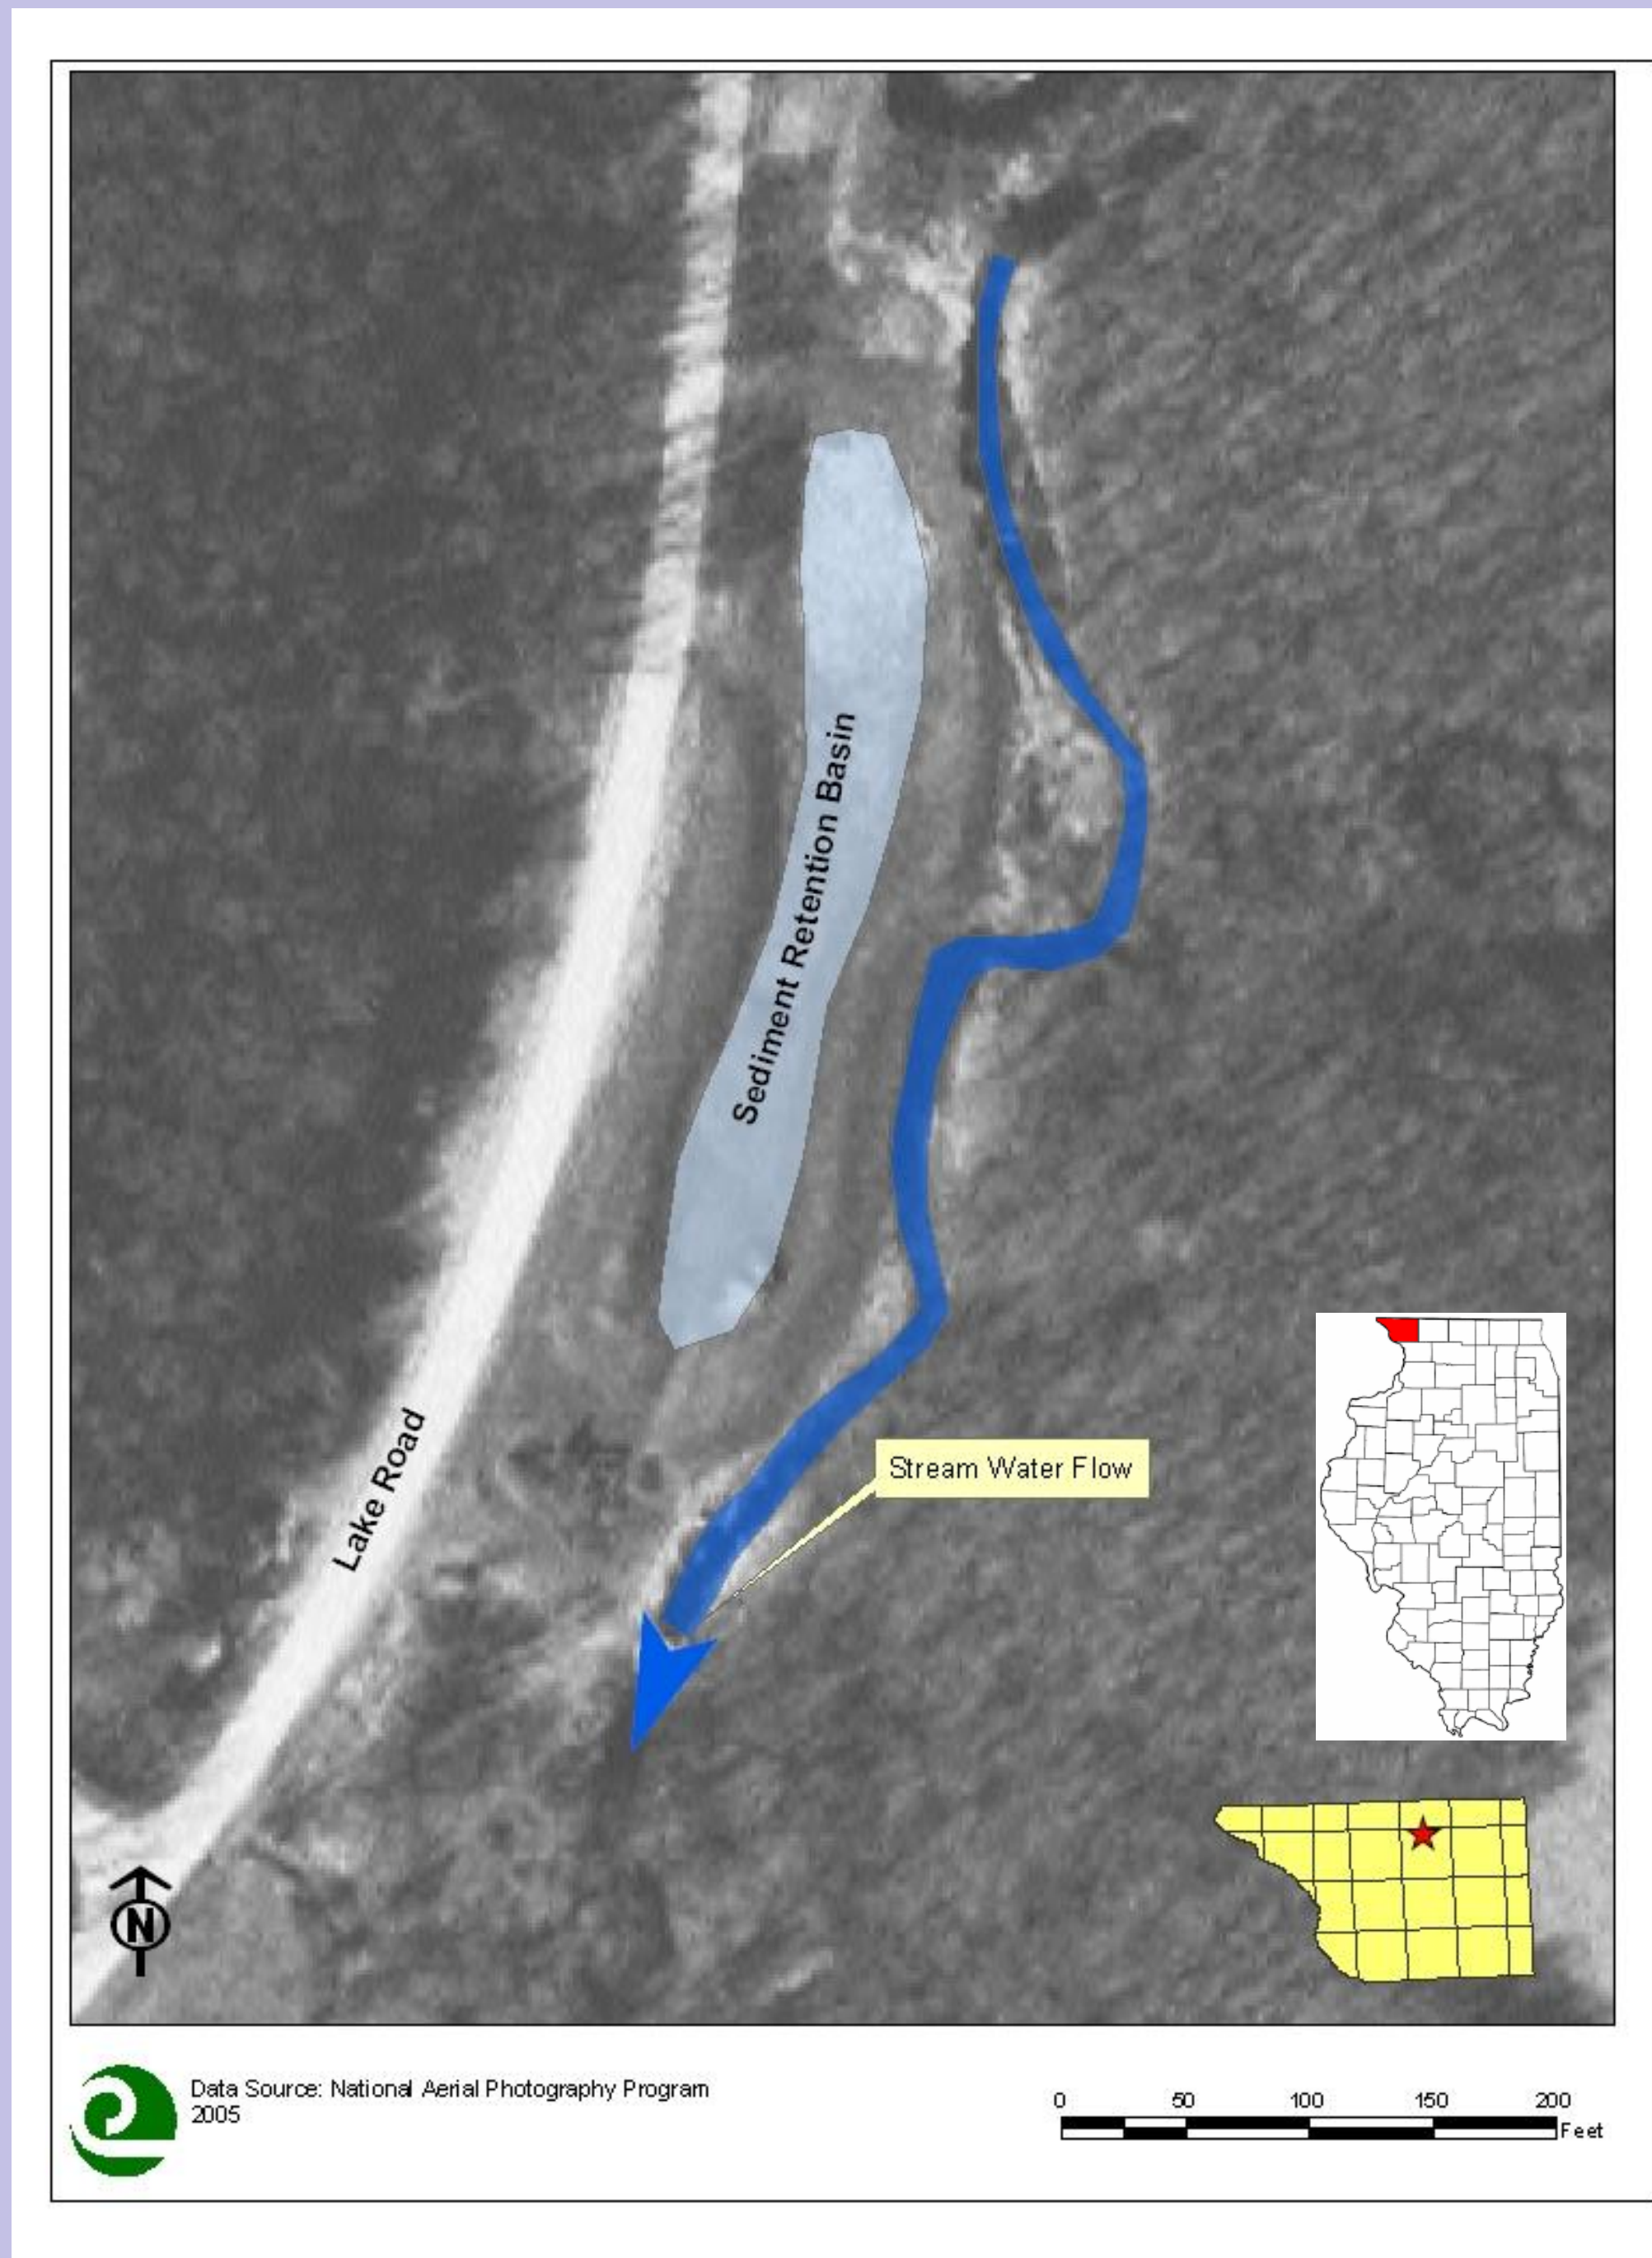 Sediment Retention Basin
Lake Road
Stream Water Flow
N
Data Source: National Aerial Photography Program
2005
0 50 100 150 200
Feet